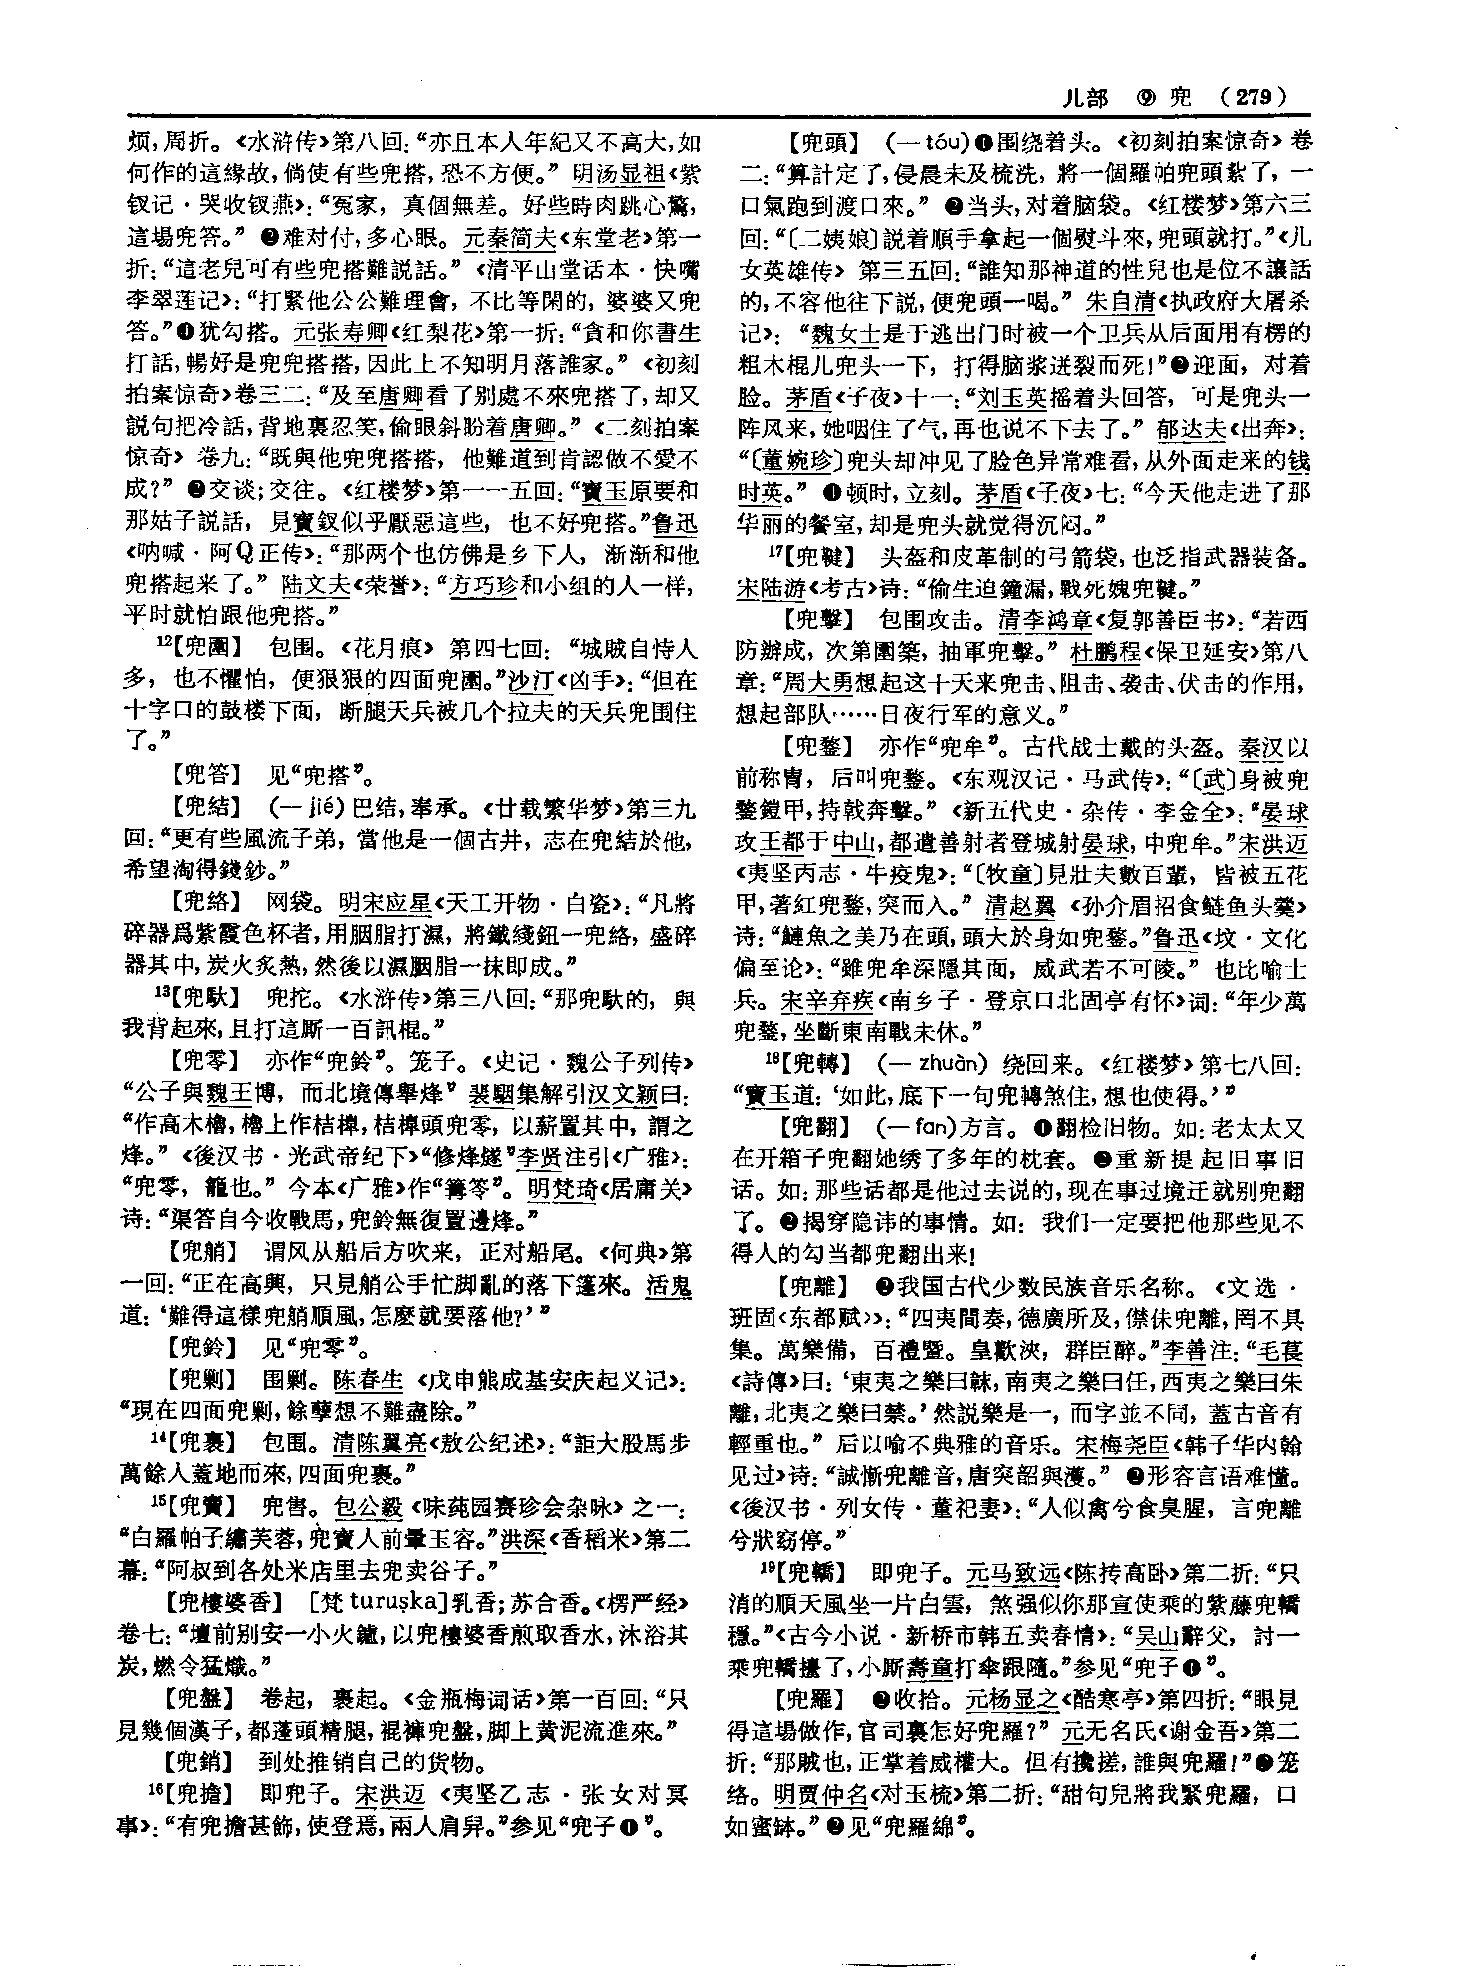 儿部 ⑨ 兜 （279）
烦，周折。《水浒传》第八回：“亦且本人年紀又不高大，如
何作的這緣故，倘使有些兜搭，恐不方便。” 明汤显祖《紫
钗记·哭收钗燕》：“冤家，真個無差。好些時肉跳心驚，
這場兜答。” ❷难对付，多心眼。元秦简夫《东堂老》第一
折：“這老兒可有些兜搭難説話。”《清平山堂话本·快嘴
李翠莲记》：“打緊他公公難理會，不比等閑的，婆婆又兜
答。”❶犹勾搭。元张寿卿《红梨花》第一折：“貪和你書生
打話，暢好是兜兜搭搭，因此上不知明月落誰家。”《初刻
拍案惊奇》卷三二：“及至唐卿看了别處不來兜搭了，却又
説句把冷話，背地裏忍笑，偷眼斜盼着唐卿。”《二刻拍案
惊奇》卷九：“既與他兜兜搭搭，他難道到肯認做不愛不
成？” ❷交谈；交往。《红楼梦》第一一五回：“寶玉原要和
那姑子説話，見寶釵似乎厭惡這些，也不好兜搭。”鲁迅
《呐喊·阿Q正传》：“那两个也仿佛是乡下人，渐渐和他
兜搭起来了。” 陆文夫《荣誉》：“方巧珍和小组的人一样，
平时就怕跟他兜搭。”
12【兜圍】 包围。《花月痕》第四七回：“城贼自恃人
多，也不懼怕，便狠狠的四面兜圍。”沙汀《凶手》：“但在
十字口的鼓楼下面，断腿天兵被几个拉夫的天兵兜围住
了。”
【兜答】 见“兜搭”。
【兜結】 （一jié）巴结，奉承。《廿载繁华梦》第三九
回：“更有些風流子弟，當他是一個古井，志在兜結於他，
希望淘得錢鈔。”
【兜絡】 网袋。明宋应星《天工开物·白瓷》：“凡將
碎器爲紫霞色杯者，用胭脂打濕，將鐵綫鈕一兜絡，盛碎
器其中，炭火炙熱，然後以濕胭脂一抹即成。”
13【兜馱】 兜拕。《水浒传》第三八回：“那兜馱的，與
我背起來，且打這厮一百訊棍。”
【兜零】 亦作“兜鈴”。笼子。《史记·魏公子列传》
“公子與魏王博，而北境傳舉烽” 裴駰集解引汉文颖曰：
“作高木櫓，櫓上作桔槔，桔槔頭兜零，以薪置其中，謂之
烽。”《後汉书·光武帝纪下》“修烽燧”李贤注引《广雅》：
“兜零，籠也。”今本《广雅》作“篝笭”。明梵琦《居庸关》
诗：“渠答自今收戰馬，兜鈴無復置邊烽。”
【兜艄】 谓风从船后方吹来，正对船尾。《何典》第
一回：“正在高興，只見艄公手忙脚亂的落下篷來。活鬼
道：‘難得這樣兜艄順風，怎麽就要落他？’”
【兜鈴】 见“兜零”。
【兜剿】 围剿。陈春生《戊申熊成基安庆起义记》：
“現在四面兜剿，餘孽想不難盡除。”
14【兜裹】 包围。清陈翼亮《敖公纪述》：“詎大股馬步
萬餘人蓋地而來，四面兜裹。”
15【兜賣】 兜售。包公毅《味莼园赛珍会杂咏》之一：
“白羅帕子繡芙蓉，兜賣人前暈玉容。”洪深《香稻米》第二
幕：“阿叔到各处米店里去兜卖谷子。”
【兜樓婆香】 ［梵turuṣka］乳香；苏合香。《楞严经》
卷七：“壇前别安一小火鑪，以兜樓婆香煎取香水，沐浴其
炭，燃令猛熾。”
【兜盤】 卷起，裹起。《金瓶梅词话》第一百回：“只
見幾個漢子，都蓬頭精腿，裩褲兜盤，脚上黄泥流進來。”
【兜銷】 到处推销自己的货物。
16【兜擔】 即兜子。宋洪迈《夷坚乙志·张女对冥
事》：“有兜擔甚飾，使登焉，兩人肩舁。”参见“兜子❶”。
【兜頭】 （一tóu）❶围绕着头。《初刻拍案惊奇》卷
二：“算計定了，侵晨未及梳洗，將一個羅帕兜頭紮了，一
口氣跑到渡口來。” ❷当头，对着脑袋。《红楼梦》第六三
回：“〔二姨娘〕説着順手拿起一個熨斗來，兜頭就打。”《儿
女英雄传》第三五回：“誰知那神道的性兒也是位不讓話
的，不容他往下説，便兜頭一喝。” 朱自清《执政府大屠杀
记》：“魏女士是于逃出门时被一个卫兵从后面用有楞的
粗木棍儿兜头一下，打得脑浆迸裂而死！”❷迎面，对着
脸。茅盾《子夜》十一：“刘玉英摇着头回答，可是兜头一
阵风来，她咽住了气，再也说不下去了。” 郁达夫《出奔》：
“〔董婉珍〕兜头却冲见了脸色异常难看，从外面走来的钱
时英。” ❶顿时，立刻。茅盾《子夜》七：“今天他走进了那
华丽的餐室，却是兜头就觉得沉闷。”
17【兜鞬】 头盔和皮革制的弓箭袋，也泛指武器装备。
宋陆游《考古》诗：“偷生迫鐘漏，戰死媿兜鞬。”
【兜擊】 包围攻击。清李鸿章《复郭善臣书》：“若西
防辦成，次第圍築，抽軍兜擊。” 杜鹏程《保卫延安》第八
章：“周大勇想起这十天来兜击、阻击、袭击、伏击的作用，
想起部队……日夜行军的意义。”
【兜鍪】 亦作“兜牟”。古代战士戴的头盔。秦汉以
前称胄，后叫兜鍪。《东观汉记·马武传》：“〔武〕身被兜
鍪鎧甲，持戟奔擊。”《新五代史·杂传·李金全》：“晏球
攻王都于中山，都遣善射者登城射晏球，中兜牟。”宋洪迈
《夷坚丙志·牛疫鬼》：“〔牧童〕見壯夫數百輩，皆被五花
甲，著紅兜鍪，突而入。” 清赵翼《孙介眉招食鲢鱼头羹》
诗：“鰱魚之美乃在頭，頭大於身如兜鍪。”鲁迅《坟·文化
偏至论》：“雖兜牟深隱其面，威武若不可陵。”也比喻士
兵。宋辛弃疾《南乡子·登京口北固亭有怀》词：“年少萬
兜鍪，坐斷東南戰未休。”
18【兜轉】 （一zhuàn）绕回来。《红楼梦》第七八回：
“寶玉道：‘如此，底下一句兜轉煞住，想也使得。’”
【兜翻】 （一fan）方言。❶翻检旧物。如：老太太又
在开箱子兜翻她绣了多年的枕套。❷重新提起旧事旧
话。如：那些话都是他过去说的，现在事过境迁就别兜翻
了。❷揭穿隐讳的事情。如：我们一定要把他那些见不
得人的勾当都兜翻出来！
【兜離】 ❷我国古代少数民族音乐名称。《文选·
班固〈东都赋〉》：“四夷間奏，德廣所及，僸佅兜離，罔不具
集。萬樂備，百禮暨。皇歡浹，群臣醉。”李善注：“毛萇
《詩傳》曰：‘東夷之樂曰韎，南夷之樂曰任，西夷之樂曰朱
離，北夷之樂曰禁。’然説樂是一，而字並不同，蓋古音有
輕重也。”后以喻不典雅的音乐。宋梅尧臣《韩子华内翰
见过》诗：“誠慚兜離音，唐突韶與濩。” ❷形容言语难懂。
《後汉书·列女传·董祀妻》：“人似禽兮食臭腥，言兜離
兮狀窈停。”
19【兜轎】 即兜子。元马致远《陈抟高卧》第二折：“只
消的順天風坐一片白雲，煞强似你那宣使乘的紫藤兜轎
穩。”《古今小说·新桥市韩五卖春情》：“吴山辭父，討一
乘兜轎擡了，小厮壽童打傘跟隨。”参见“兜子❶”。
【兜羅】 ❷收拾。元杨显之《酷寒亭》第四折：“眼見
得這場做作，官司裏怎好兜羅？” 元无名氏《谢金吾》第二
折：“那賊也，正掌着威權大。但有攙搓，誰與兜羅！”❷笼
络。明贾仲名《对玉梳》第二折：“甜句兒將我緊兜羅，口
如蜜缽。”❷见“兜羅綿”。